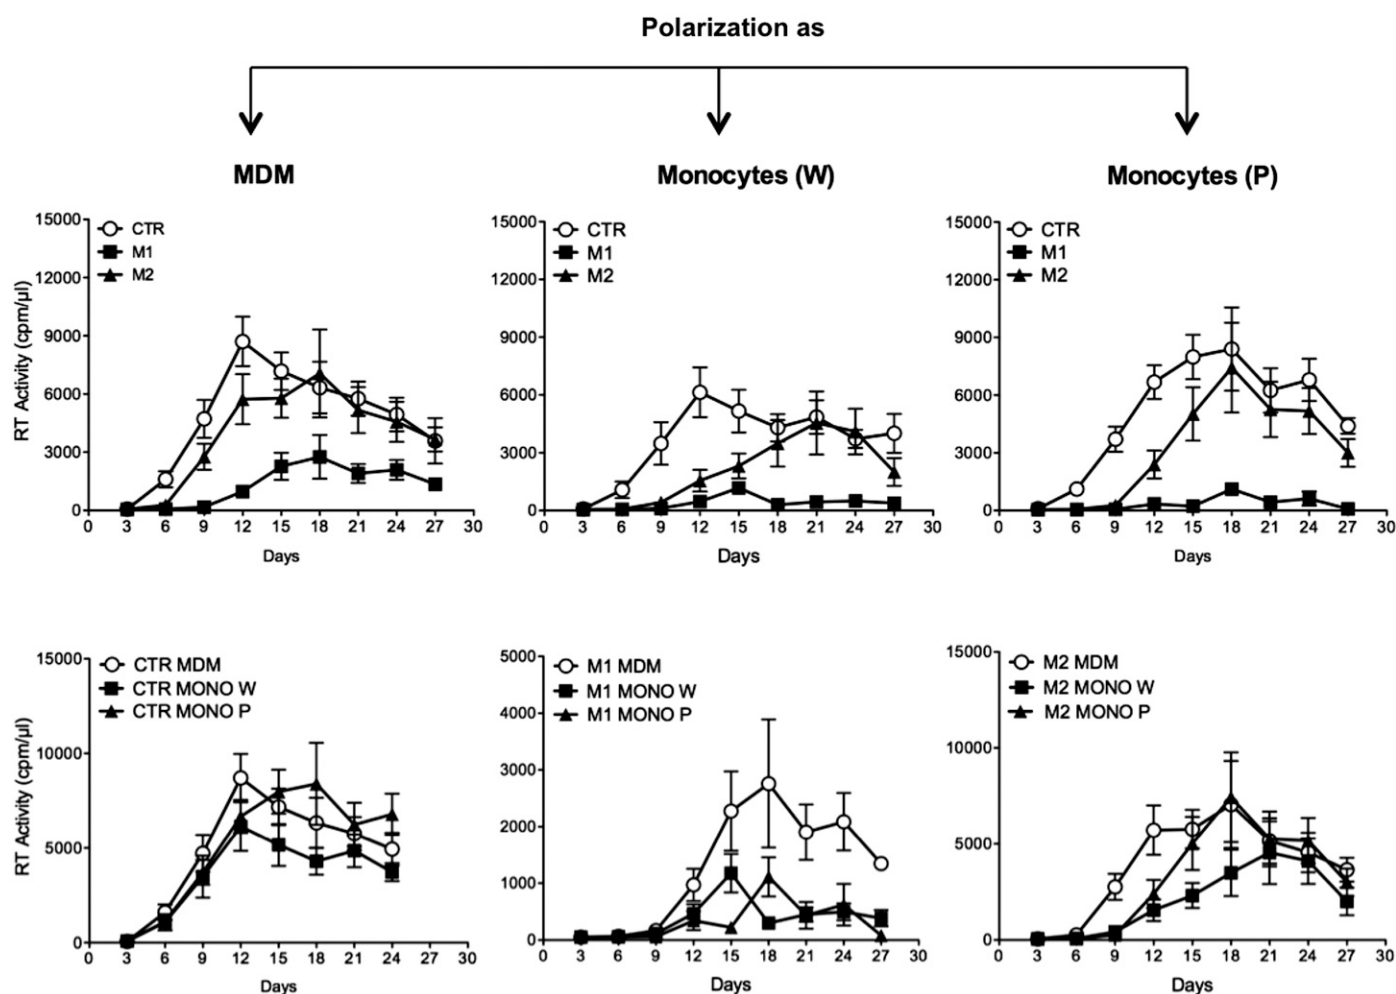 Polarization as
MDM
Monocytes (W)
Monocytes (P)
15000
12000
9000
6000
3000
0
RT Activity (cpm/µl)
CTR
M1
M2
0 3 6 9 12 15 18 21 24 27 30
Days
15000
12000
9000
6000
3000
0
CTR
M1
M2
0 3 6 9 12 15 18 21 24 27 30
Days
15000
12000
9000
6000
3000
0
CTR
M1
M2
0 3 6 9 12 15 18 21 24 27 30
Days
15000
10000
5000
0
RT Activity (cpm/µl)
CTR MDM
CTR MONO W
CTR MONO P
0 3 6 9 12 15 18 21 24 27 30
Days
5000
4000
3000
2000
1000
0
M1 MDM
M1 MONO W
M1 MONO P
0 3 6 9 12 15 18 21 24 27 30
Days
15000
10000
5000
0
M2 MDM
M2 MONO W
M2 MONO P
0 3 6 9 12 15 18 21 24 27 30
Days